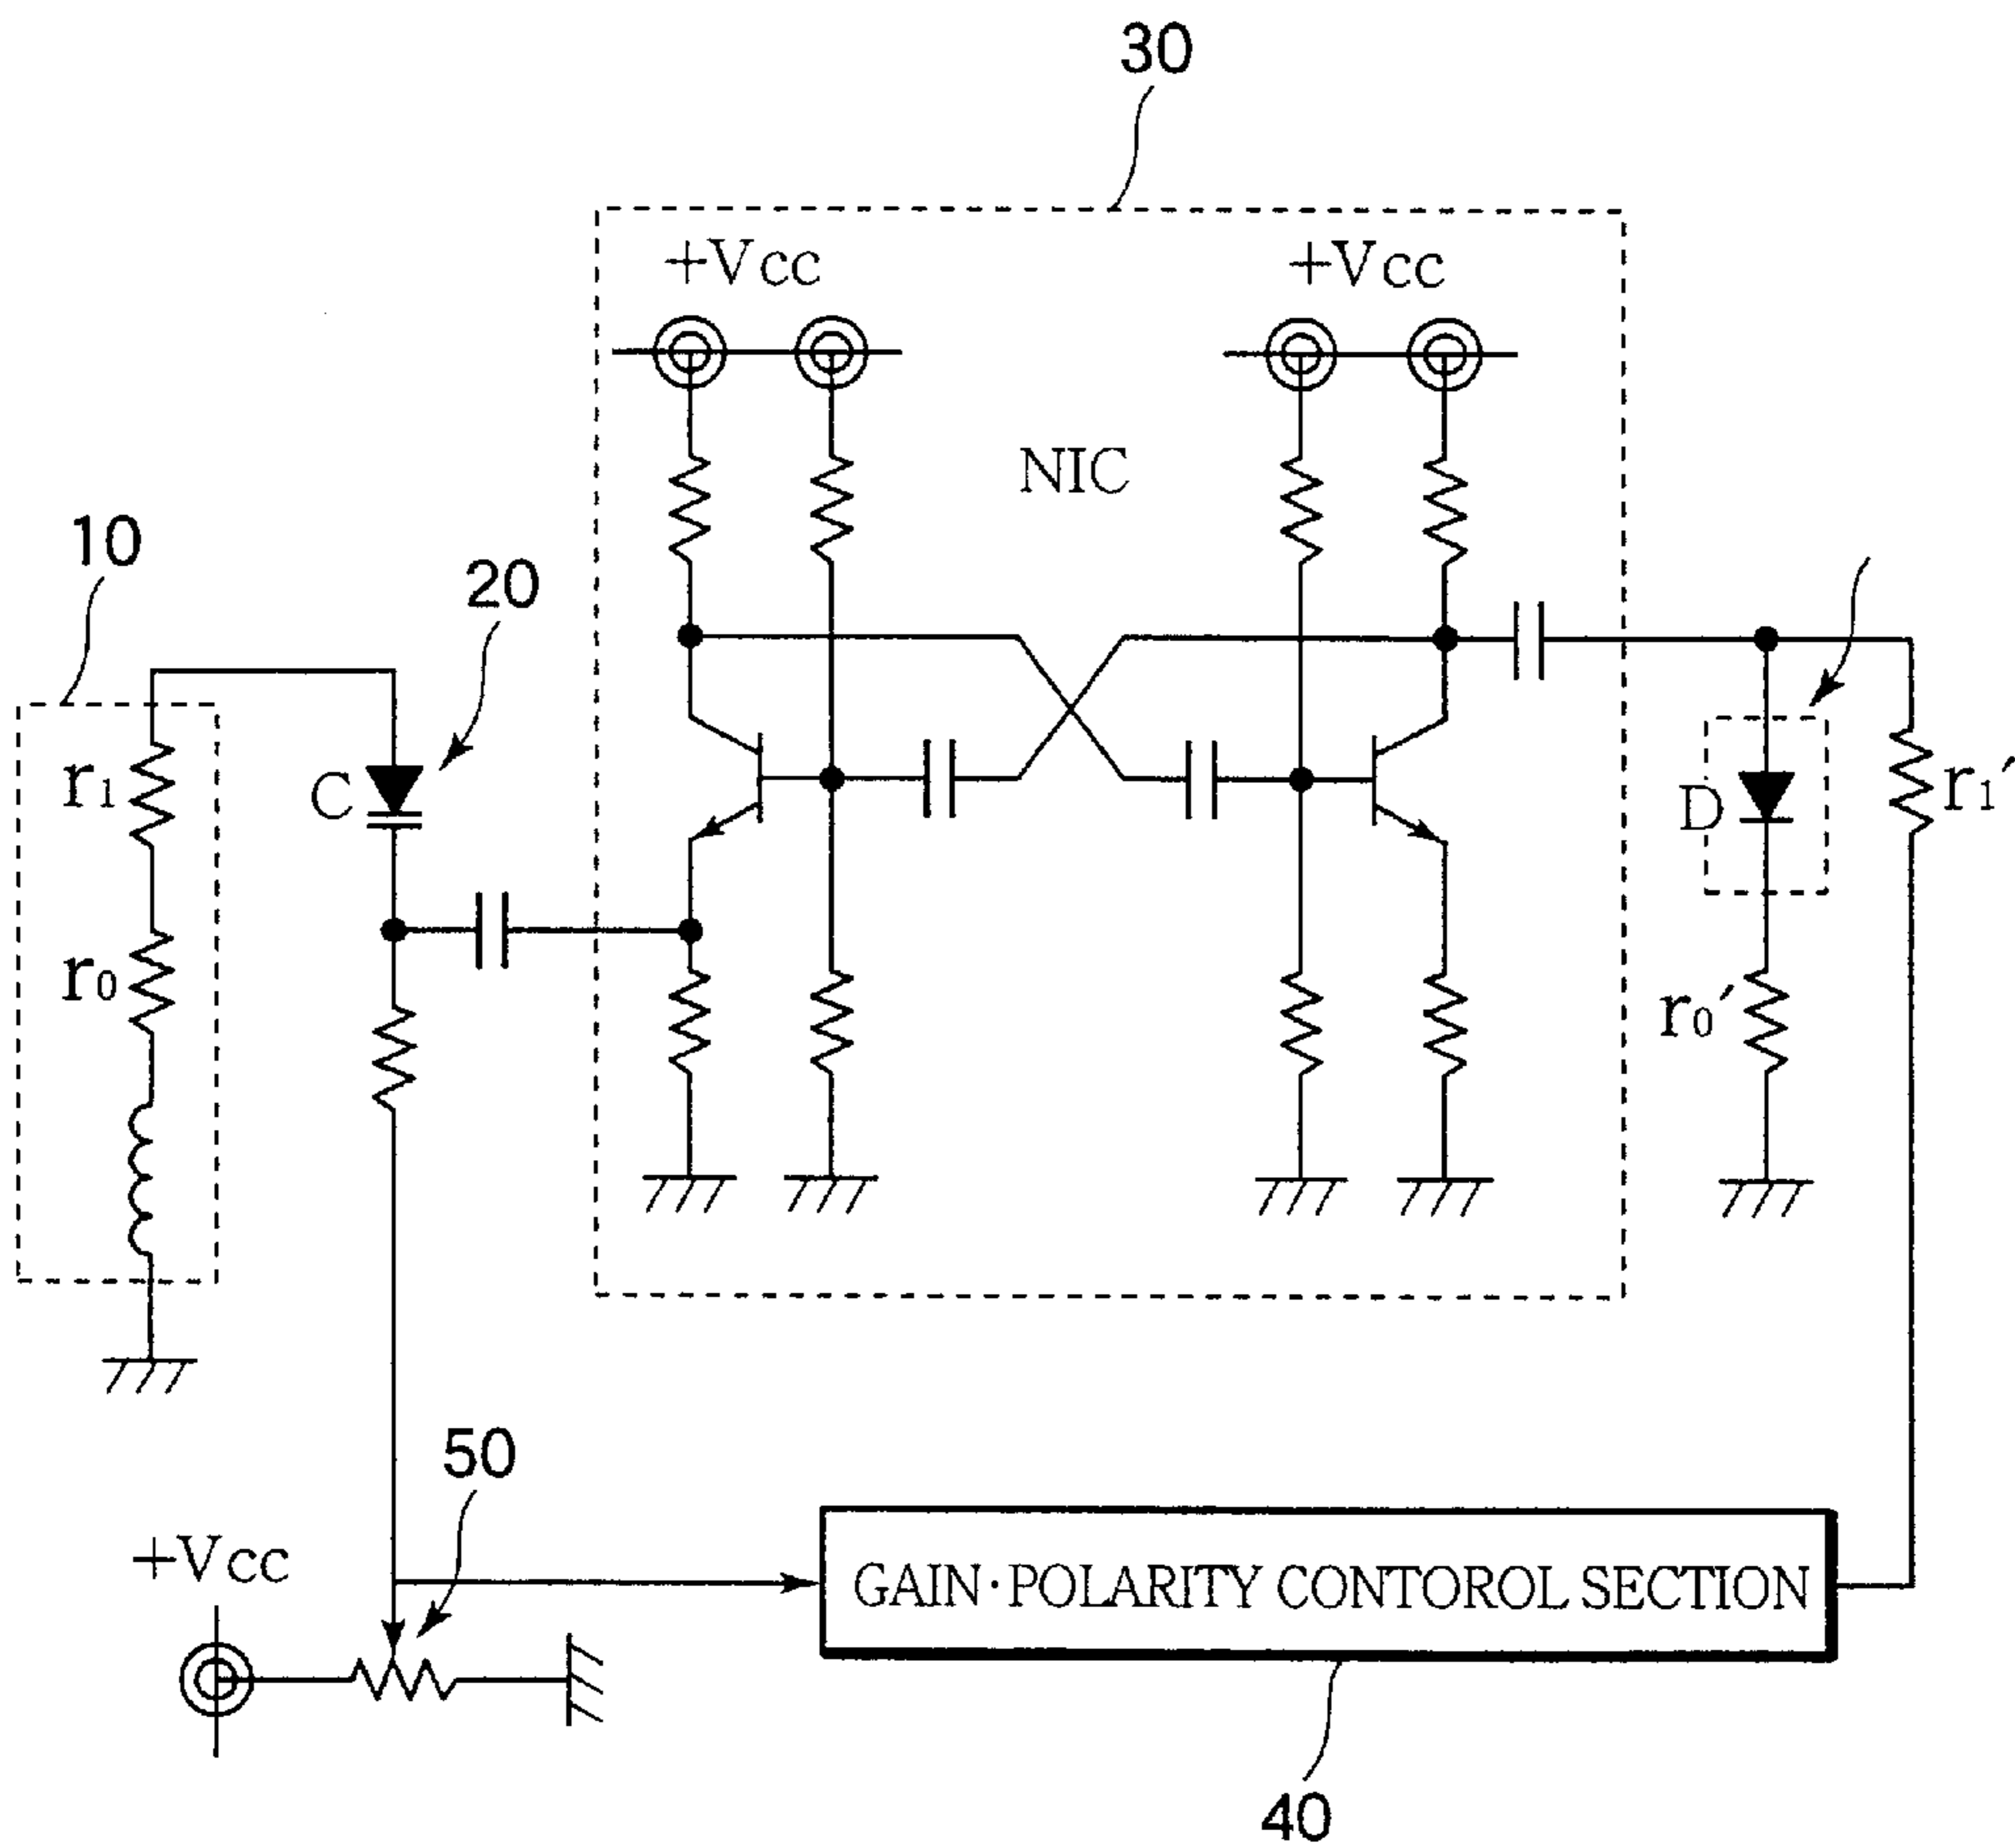 30
+Vcc
+Vcc
NIC
10
20
r1
C
D
r1′
r0
r0′
50
+Vcc
GAIN·POLARITY CONTOROL SECTION
40